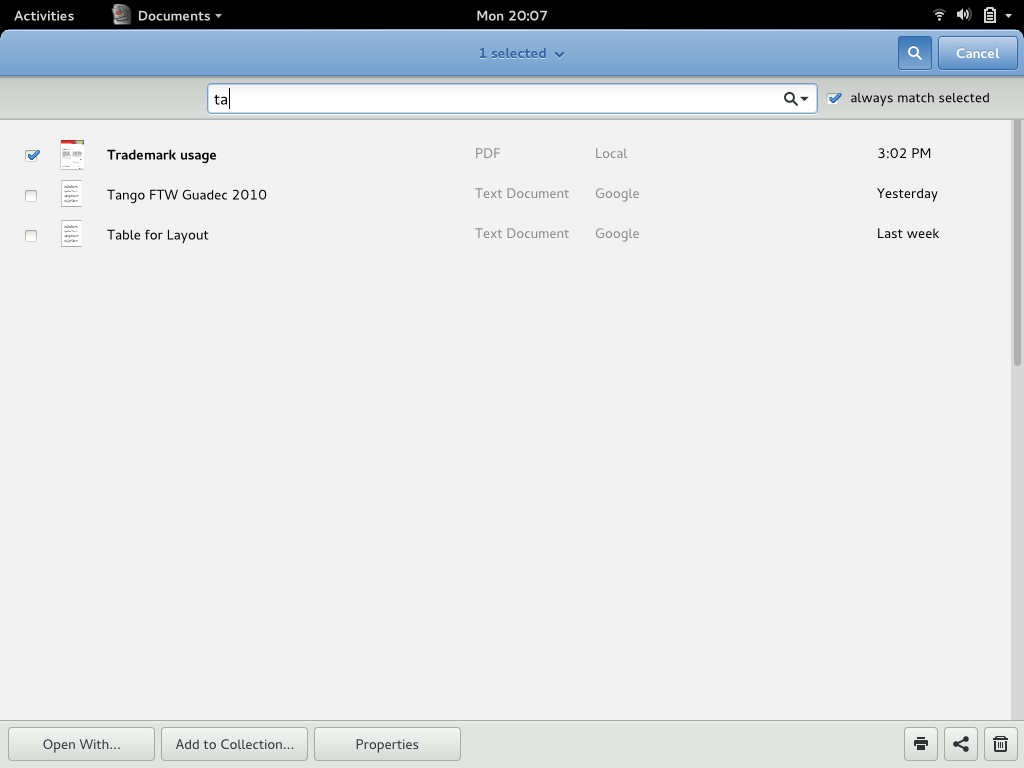 Activities Documents Mon 20:07
1 selected Cancel
ta always match selected
Trademark usage PDF Local 3:02 PM
Tango FTW Guadec 2010 Text Document Google Yesterday
Table for Layout Text Document Google Last week
Open With... Add to Collection... Properties